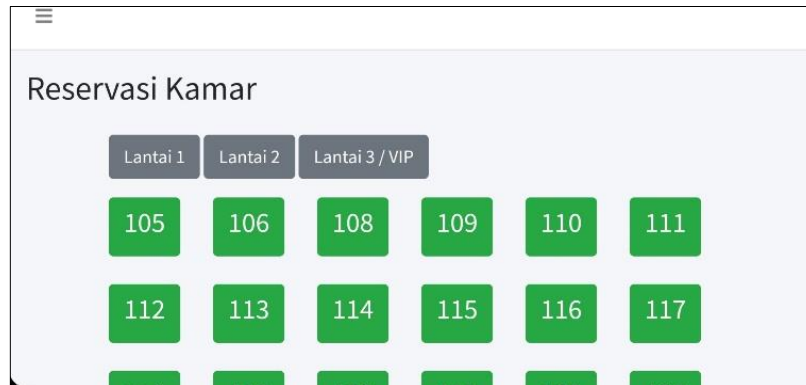 Reservasi Kamar
Lantai 1 Lantai 2 Lantai 3 / VIP
105 106 108 109 110 111
112 113 114 115 116 117